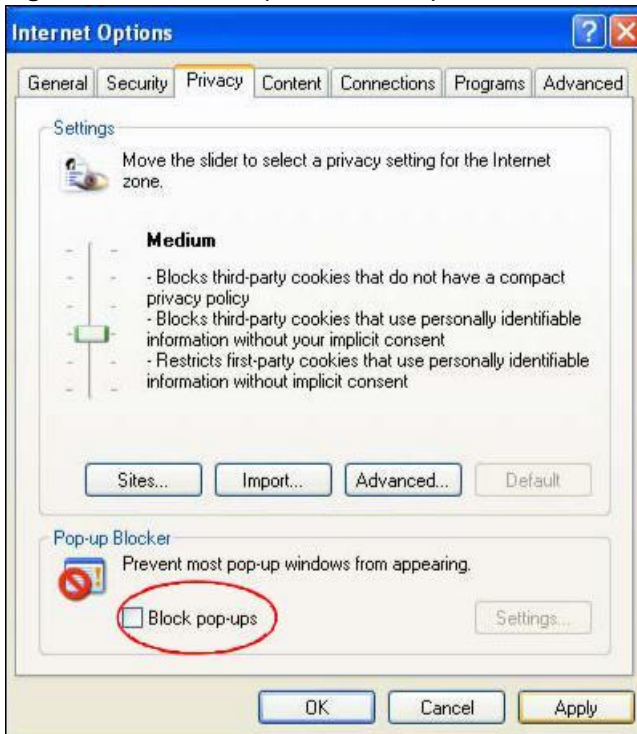 Internet Options
General Security Privacy Content Connections Programs Advanced
Settings
Move the slider to select a privacy setting for the Internet
zone.
Medium
- Blocks third-party cookies that do not have a compact
privacy policy
- Blocks third-party cookies that use personally identifiable
information without your implicit consent
- Restricts first-party cookies that use personally identifiable
information without implicit consent
Sites... Import... Advanced... Default
Pop-up Blocker
Prevent most pop-up windows from appearing.
Block pop-ups Settings...
OK Cancel Apply